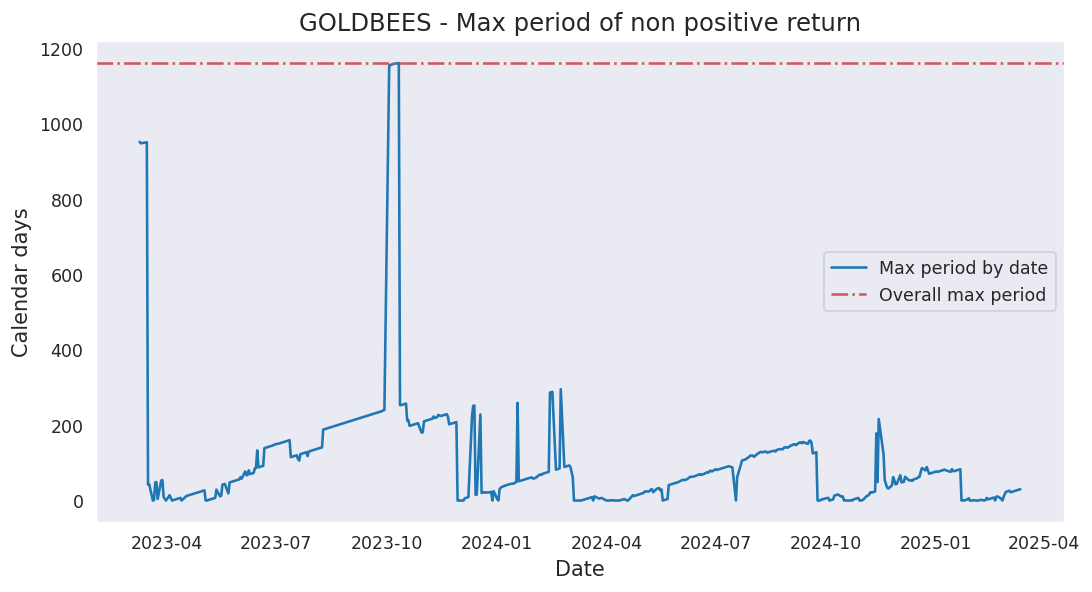 GOLDBEES - Max period of non positive return
1200
1000
800
600
400
200
0
Calendar days
Max period by date
Overall max period
2023-04 2023-07 2023-10 2024-01 2024-04 2024-07 2024-10 2025-01 2025-04
Date